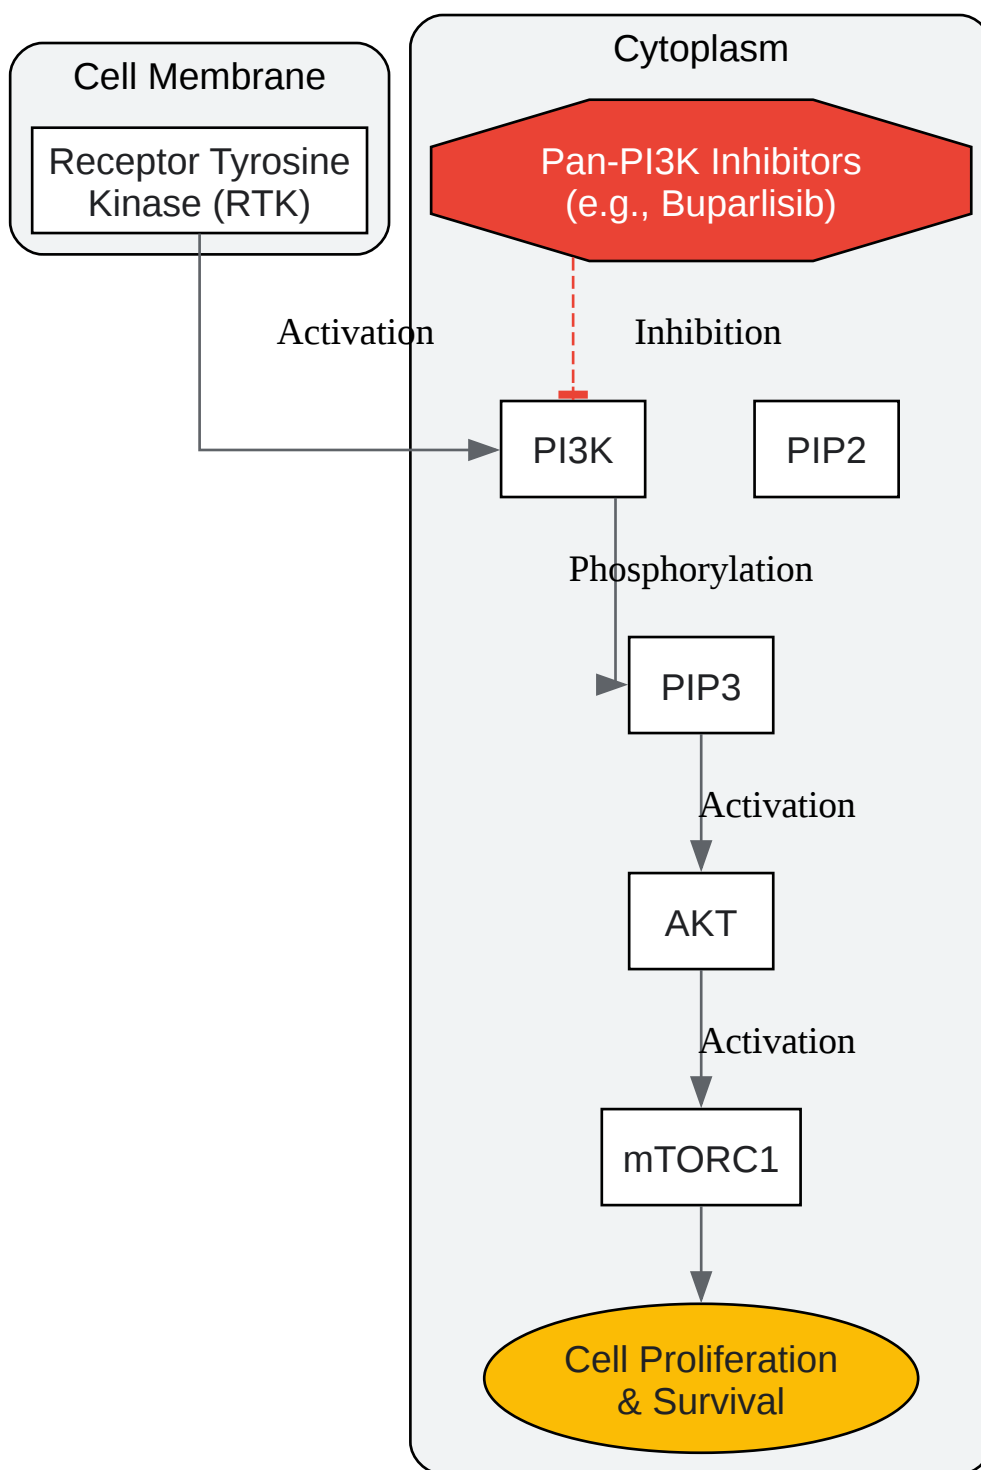 Cell Membrane
Receptor Tyrosine
Kinase (RTK)
Cytoplasm
Pan-PI3K Inhibitors
(e.g., Buparlisib)
Activation
Inhibition
PI3K
PIP2
Phosphorylation
PIP3
Activation
AKT
Activation
mTORC1
Cell Proliferation
& Survival